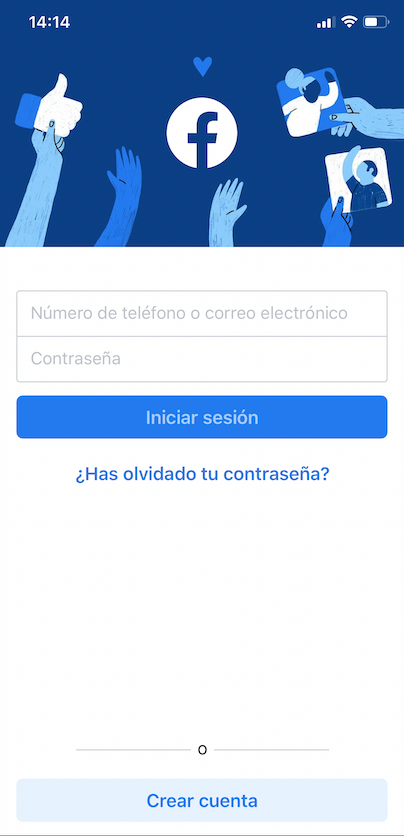 14:14
Número de teléfono o correo electrónico
Contraseña
Iniciar sesión
¿Has olvidado tu contraseña?
O
Crear cuenta